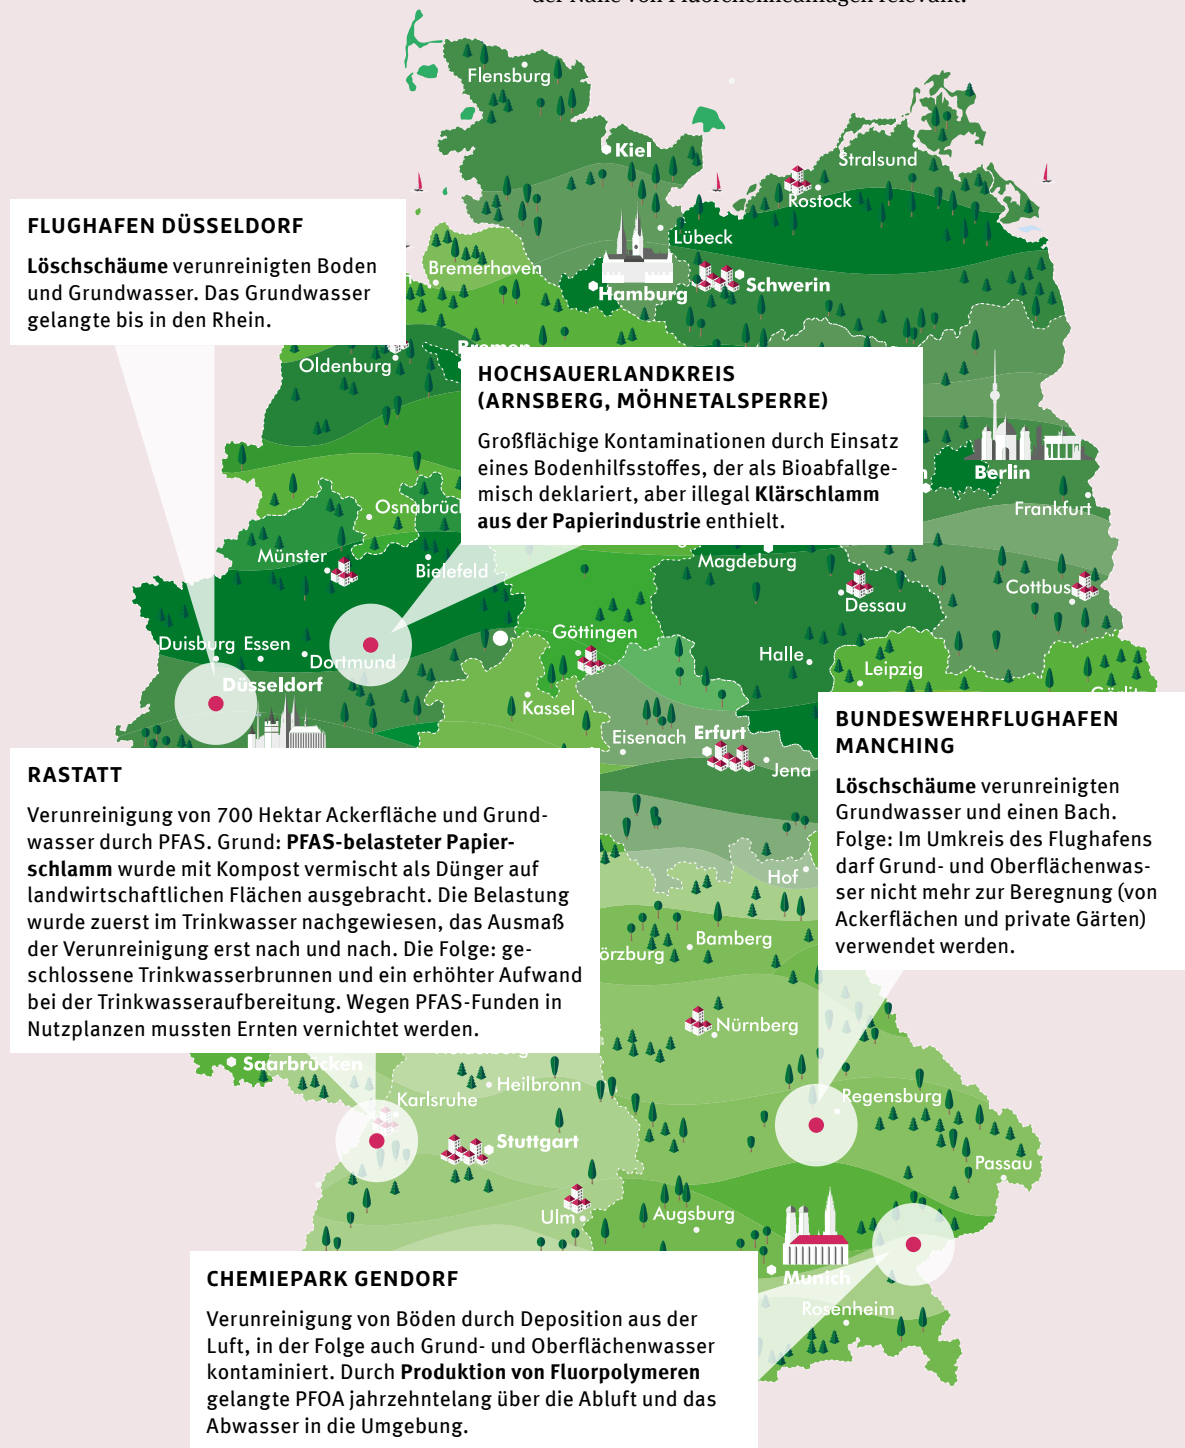 Flensburg
Kiel
Stralsund
Rostock
Lübeck
FLUGHAFEN DÜSSELDORF
Löschschäume verunreinigten Boden
und Grundwasser. Das Grundwasser
gelangte bis in den Rhein.
Bremerhaven
Hamburg
Schwerin
Bremen
Oldenburg
HOCHSAUERLANDKREIS
(ARNSBERG, MÖHNETALSPERRE)
Großflächige Kontaminationen durch Einsatz
eines Bodenhilfsstoffes, der als Bioabfallge-
misch deklariert, aber illegal Klärschlamm
aus der Papierindustrie enthielt.
Berlin
Frankfurt
Osnabrüc
Münster
Bielefeld
Magdeburg
Cottbus
Dessau
Duisburg Essen
Dortmund
Göttingen
Halle
Leipzig
Düsseldorf
Kassel
Eisenach
Erfurt
Jena
BUNDESWEHRFLUGHAFEN
MANCHING
Löschschäume verunreinigten
Grundwasser und einen Bach.
Folge: Im Umkreis des Flughafens
darf Grund- und Oberflächenwas-
ser nicht mehr zur Beregnung (von
Ackerflächen und private Gärten)
verwendet werden.
RASTATT
Verunreinigung von 700 Hektar Ackerfläche und Grund-
wasser durch PFAS. Grund: PFAS-belasteter Papier-
schlamm wurde mit Kompost vermischt als Dünger auf
landwirtschaftlichen Flächen ausgebracht. Die Belastung
wurde zuerst im Trinkwasser nachgewiesen, das Ausmaß
der Verunreinigung erst nach und nach. Die Folge: ge-
schlossene Trinkwasserbrunnen und ein erhöhter Aufwand
bei der Trinkwasseraufbereitung. Wegen PFAS-Funden in
Nutzplanzen mussten Ernten vernichtet werden.
Hof
Bamberg
örzburg
Nürnberg
Saarbrücken
Heilbronn
Karlsruhe
Regensburg
Stuttgart
Passau
Ulm
Augsburg
Munich
Rosenheim
CHEMIEPARK GENDORF
Verunreinigung von Böden durch Deposition aus der
Luft, in der Folge auch Grund- und Oberflächenwasser
kontaminiert. Durch Produktion von Fluorpolymeren
gelangte PFOA jahrzehntelang über die Abluft und das
Abwasser in die Umgebung.